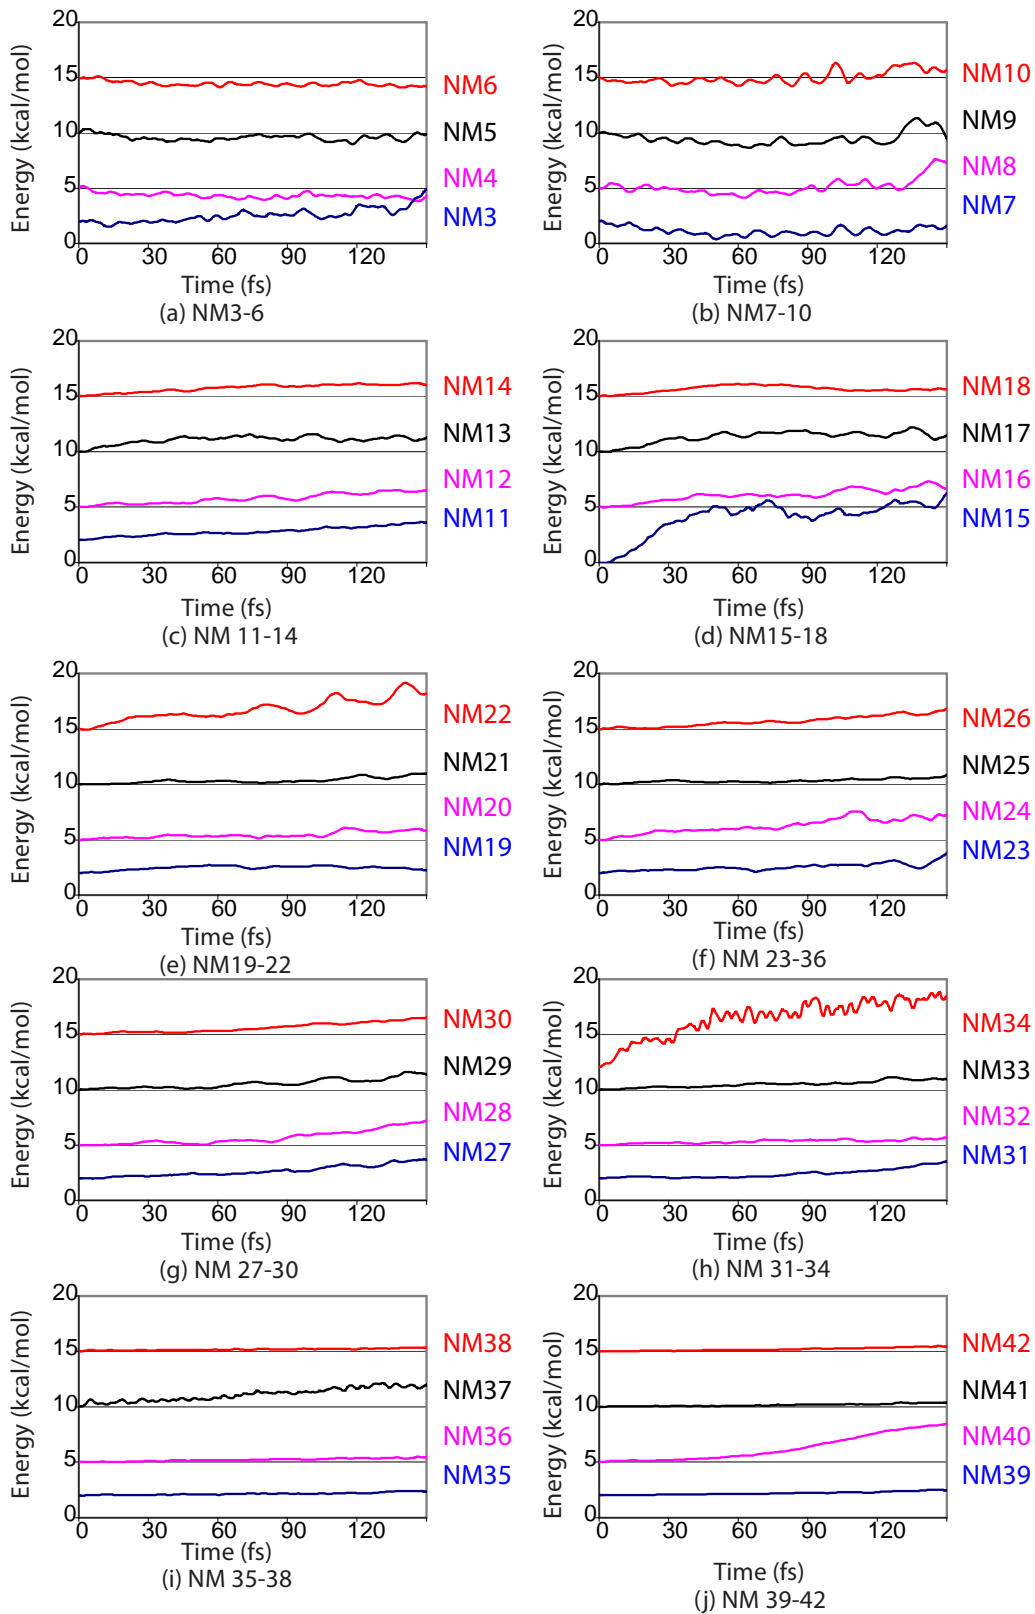 20
15
10
5
0
Energy (kcal/mol)
NM6
NM5
NM4
NM3
0 30 60 90 120
Time (fs)
(a) NM3-6
20
15
10
5
0
Energy (kcal/mol)
NM10
NM9
NM8
NM7
0 30 60 90 120
Time (fs)
(b) NM7-10
20
15
10
5
0
Energy (kcal/mol)
NM14
NM13
NM12
NM11
0 30 60 90 120
Time (fs)
(c) NM 11-14
20
15
10
5
0
Energy (kcal/mol)
NM18
NM17
NM16
NM15
0 30 60 90 120
Time (fs)
(d) NM15-18
20
15
10
5
0
Energy (kcal/mol)
NM22
NM21
NM20
NM19
0 30 60 90 120
Time (fs)
(e) NM19-22
20
15
10
5
0
Energy (kcal/mol)
NM26
NM25
NM24
NM23
0 30 60 90 120
Time (fs)
(f) NM 23-36
20
15
10
5
0
Energy (kcal/mol)
NM30
NM29
NM28
NM27
0 30 60 90 120
Time (fs)
(g) NM 27-30
20
15
10
5
0
Energy (kcal/mol)
NM34
NM33
NM32
NM31
0 30 60 90 120
Time (fs)
(h) NM 31-34
20
15
10
5
0
Energy (kcal/mol)
NM38
NM37
NM36
NM35
0 30 60 90 120
Time (fs)
(i) NM 35-38
20
15
10
5
0
Energy (kcal/mol)
NM42
NM41
NM40
NM39
0 30 60 90 120
Time (fs)
(j) NM 39-42